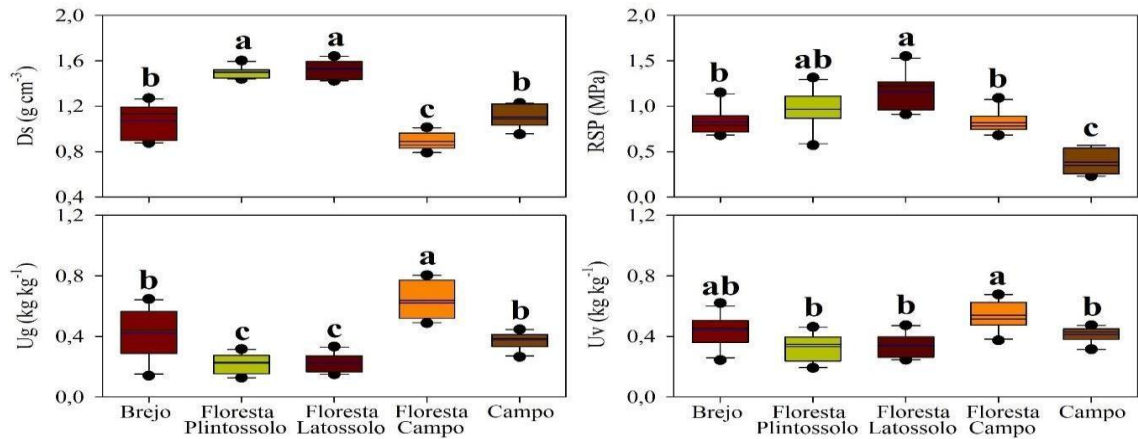 2,0
1,6
1,2
0,8
0,4
Ds (g cm⁻³)
b
a
a
c
b
2,0
1,5
1,0
0,5
0,0
RSP (MPa)
b
ab
a
b
c
1,2
0,8
0,4
0,0
Ug (kg kg⁻¹)
b
c
c
a
b
Brejo
Floresta
Plintossolo
Floresta
Latossolo
Floresta
Campo
Campo
1,2
0,8
0,4
0,0
Uv (kg kg⁻¹)
ab
b
b
a
b
Brejo
Floresta
Plintossolo
Floresta
Latossolo
Floresta
Campo
Campo